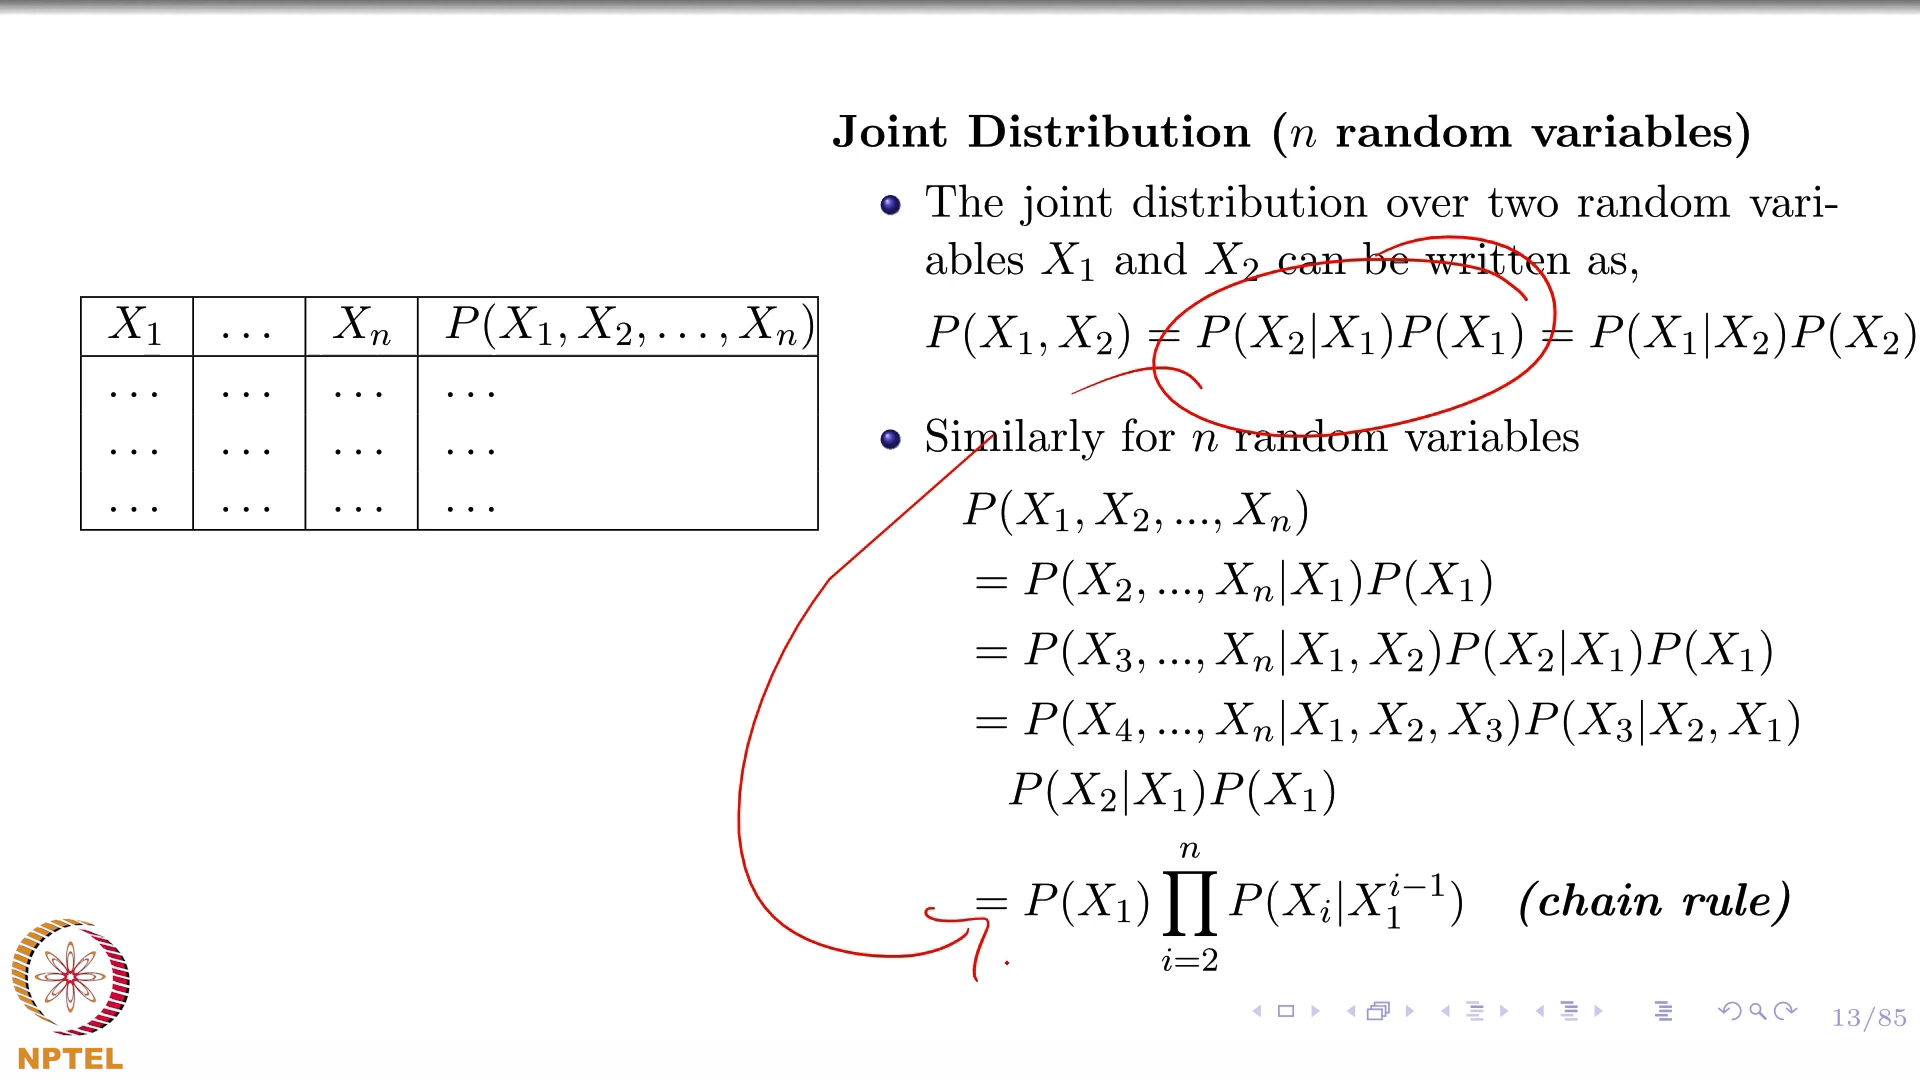 Joint Distribution (n random variables)
The joint distribution over two random vari-
ables X₁ and X₂ can be written as,
P(X₁, X₂) = P(X₂|X₁)P(X₁) = P(X₁|X₂)P(X₂)
Similarly for n random variables
P(X₁, X₂, ..., Xₙ)
= P(X₂, ..., Xₙ|X₁)P(X₁)
= P(X₃, ..., Xₙ|X₁, X₂)P(X₂|X₁)P(X₁)
= P(X₄, ..., Xₙ|X₁, X₂, X₃)P(X₃|X₂, X₁)
P(X₂|X₁)P(X₁)
= P(X₁) ∏_{i=2}^{n} P(Xᵢ|X₁^{i−1}) (chain rule)
X₁ ... Xₙ P(X₁, X₂, ..., Xₙ)
... ... ... ...
... ... ... ...
... ... ... ...
NPTEL
13/85